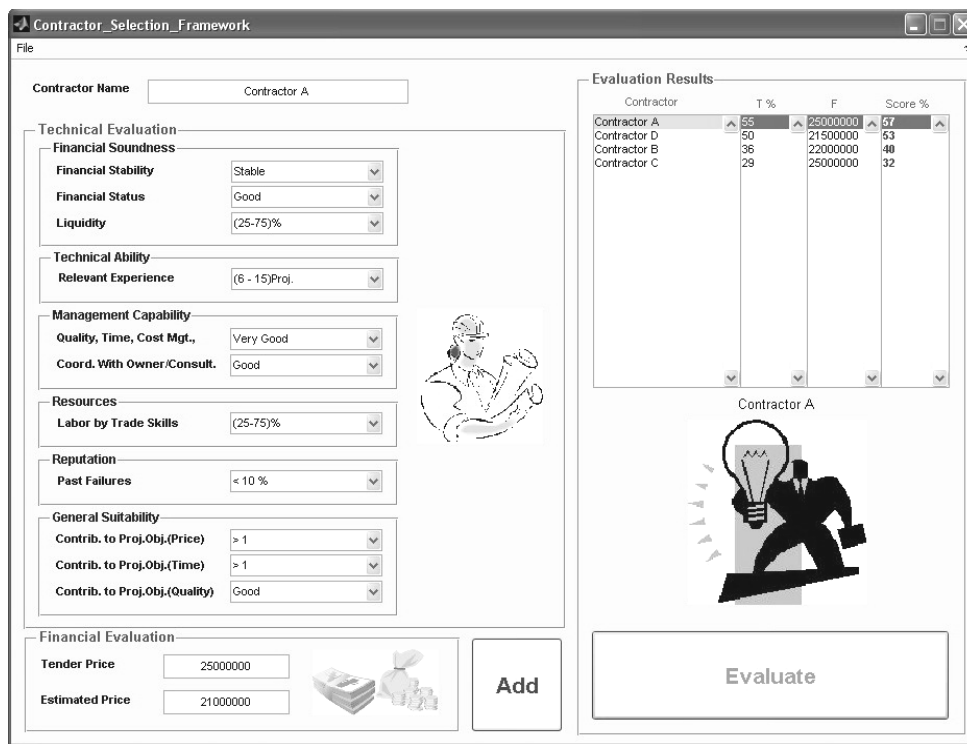 Contractor_Selection_Framework
File
Contractor Name Contractor A
Technical Evaluation
Financial Soundness
Financial Stability Stable
Financial Status Good
Liquidity (25-75)%
Technical Ability
Relevant Experience (6 - 15)Proj.
Management Capability
Quality, Time, Cost Mgt., Very Good
Coord. With Owner/Consult. Good
Resources
Labor by Trade Skills (25-75)%
Reputation
Past Failures < 10 %
General Suitability
Contrib. to Proj.Obj.(Price) > 1
Contrib. to Proj.Obj.(Time) > 1
Contrib. to Proj.Obj.(Quality) Good
Financial Evaluation
Tender Price 25000000
Estimated Price 21000000
Add
Evaluation Results
Contractor T % F Score %
Contractor A 55 25000000 57
Contractor D 50 21500000 53
Contractor B 36 22000000 40
Contractor C 29 25000000 32
Contractor A
Evaluate